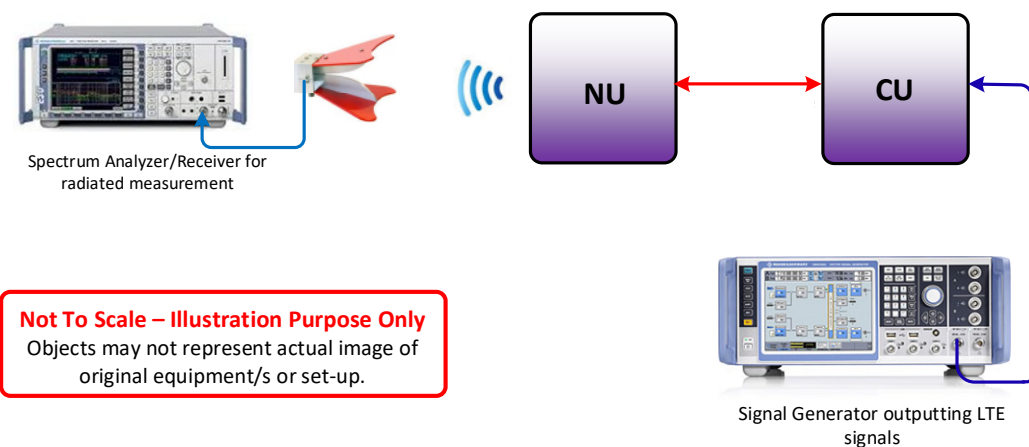 NU
CU
Spectrum Analyzer/Receiver for
radiated measurement
Not To Scale – Illustration Purpose Only
Objects may not represent actual image of
original equipment/s or set-up.
Signal Generator outputting LTE
signals